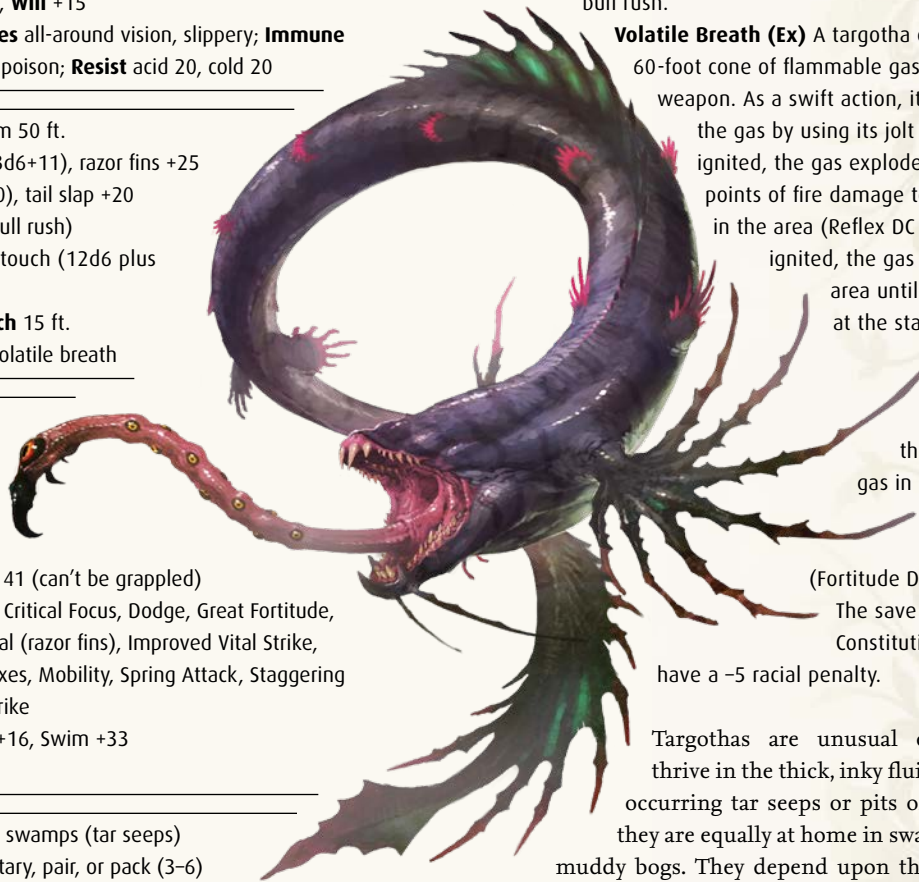 , Will +15
es all-around vision, slippery; Immune
poison; Resist acid 20, cold 20
m 50 ft.
3d6+11), razor fins +25
0), tail slap +20
ull rush)
touch (12d6 plus
ch 15 ft.
olatile breath
41 (can’t be grappled)
Critical Focus, Dodge, Great Fortitude,
al (razor fins), Improved Vital Strike,
xes, Mobility, Spring Attack, Staggering
rike
+16, Swim +33
swamps (tar seeps)
tary, pair, or pack (3–6)
bull rush.
Volatile Breath (Ex) A targotha
60-foot cone of flammable gas
weapon. As a swift action, it
the gas by using its jolt
ignited, the gas explode
points of fire damage t
in the area (Reflex DC
ignited, the gas
area until
at the sta
th
gas in
(Fortitude D
The save
Constituti
have a –5 racial penalty.
Targothas are unusual
thrive in the thick, inky flui
occurring tar seeps or pits o
they are equally at home in swa
muddy bogs. They depend upon th